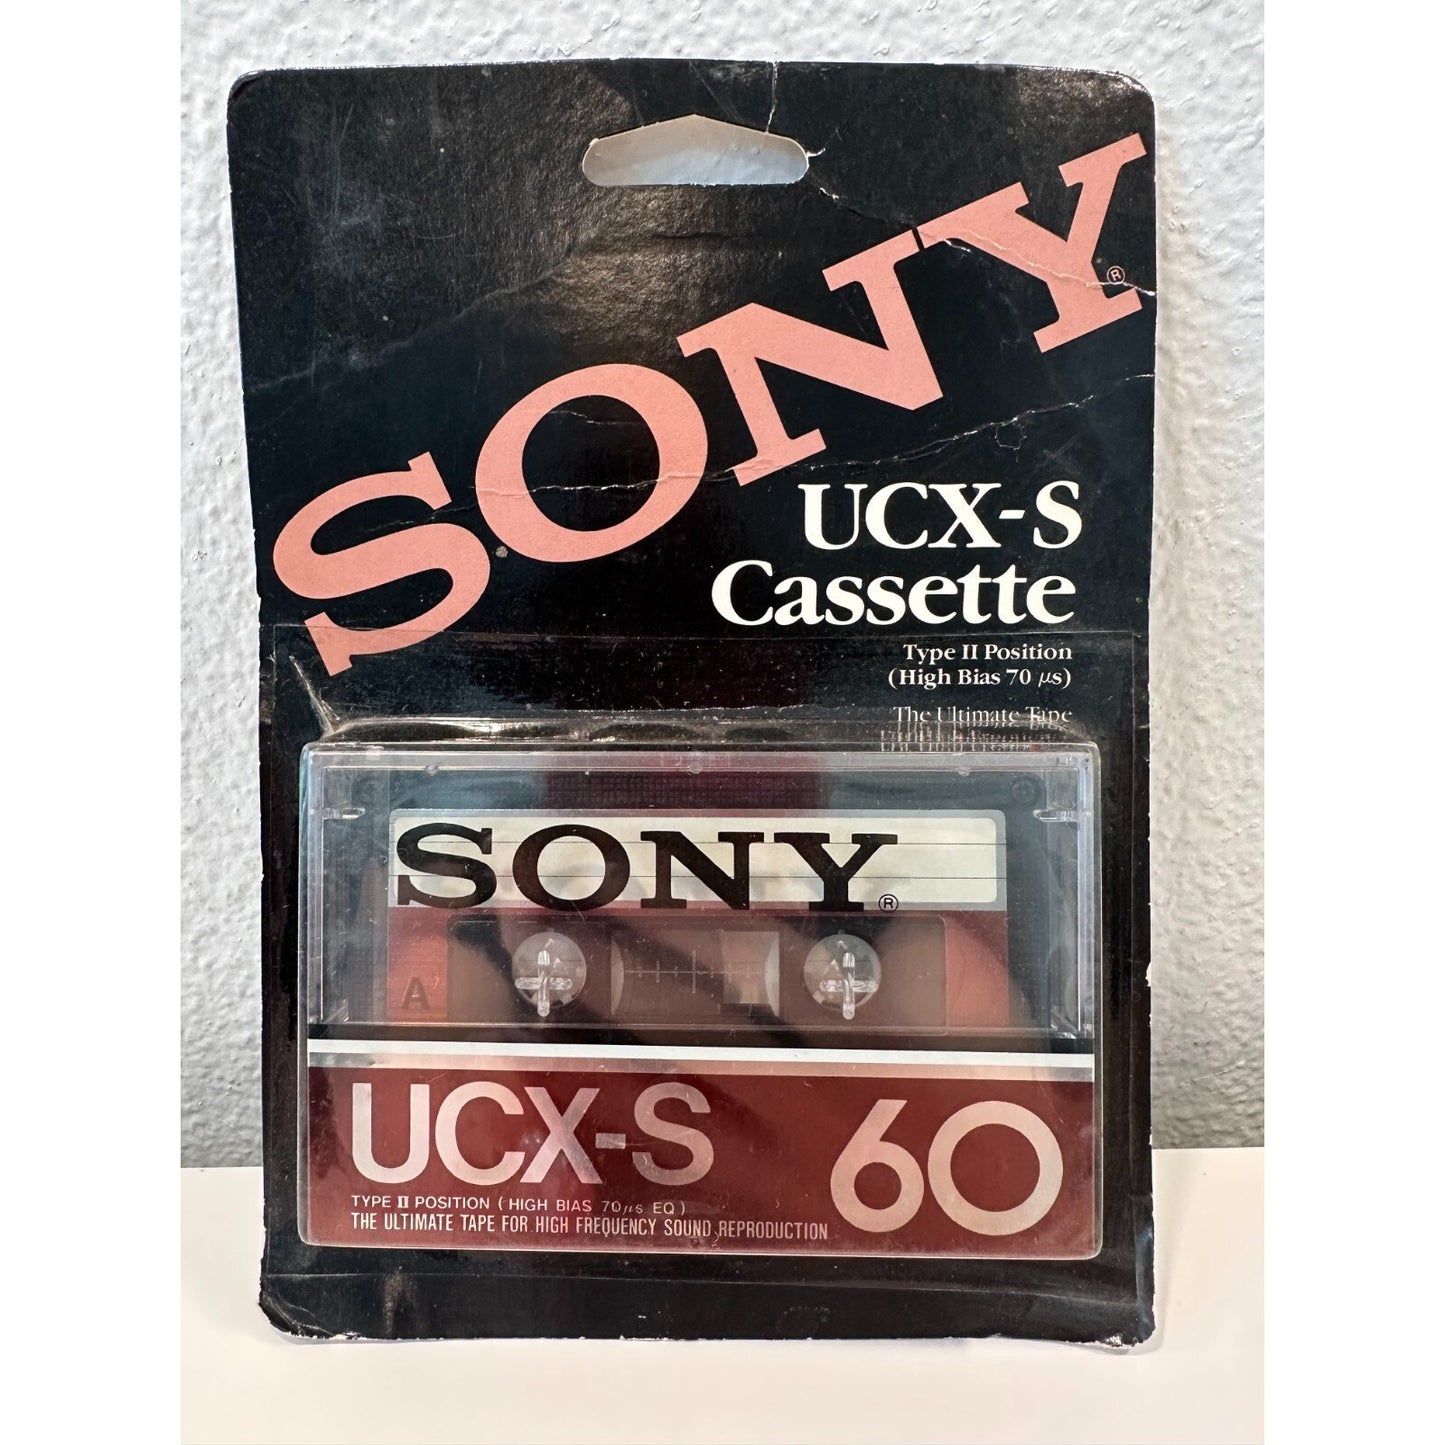 SONY®
UCX-S
Cassette
Type II Position
(High Bias 70 μs)
The Ultimate Tape
SONY®
A
UCX-S 60
TYPE II POSITION (HIGH BIAS 70μs EQ)
THE ULTIMATE TAPE FOR HIGH FREQUENCY SOUND REPRODUCTION